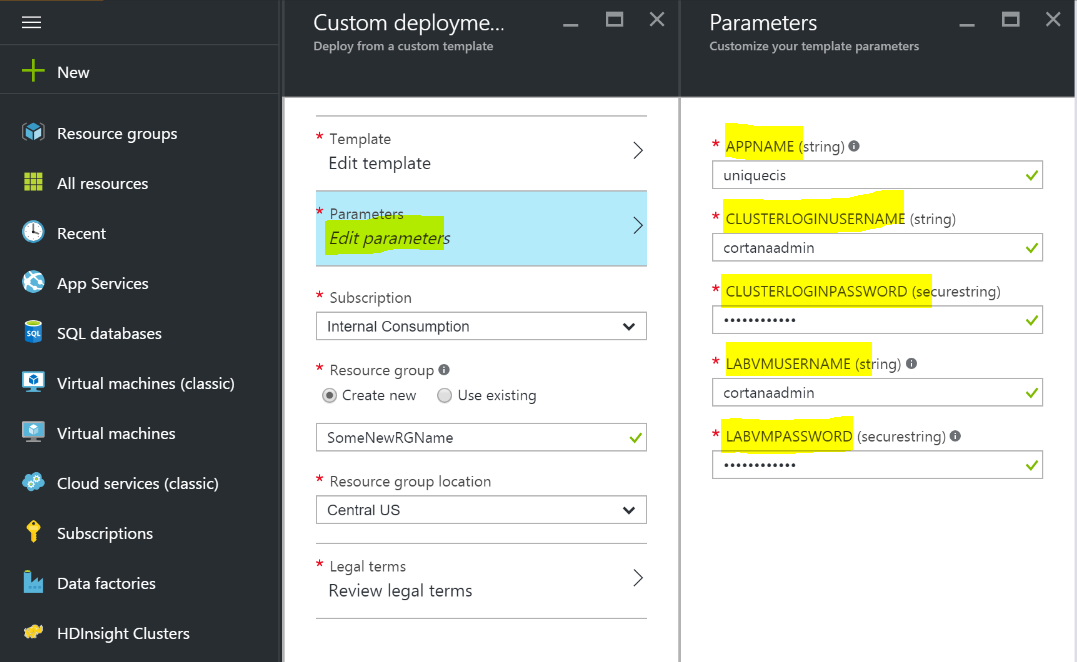 New
Resource groups
All resources
Recent
App Services
SQL databases
Virtual machines (classic)
Virtual machines
Cloud services (classic)
Subscriptions
Data factories
HDInsight Clusters
Custom deployme...
Deploy from a custom template
* Template
Edit template
* Parameters
Edit parameters
* Subscription
Internal Consumption
* Resource group
Create new Use existing
SomeNewRGName
* Resource group location
Central US
* Legal terms
Review legal terms
Parameters
Customize your template parameters
* APPNAME (string)
uniquecis
* CLUSTERLOGINUSERNAME (string)
cortanaadmin
* CLUSTERLOGINPASSWORD (securestring)
••••••••••••
* LABVMUSERNAME (string)
cortanaadmin
* LABVMPASSWORD (securestring)
••••••••••••